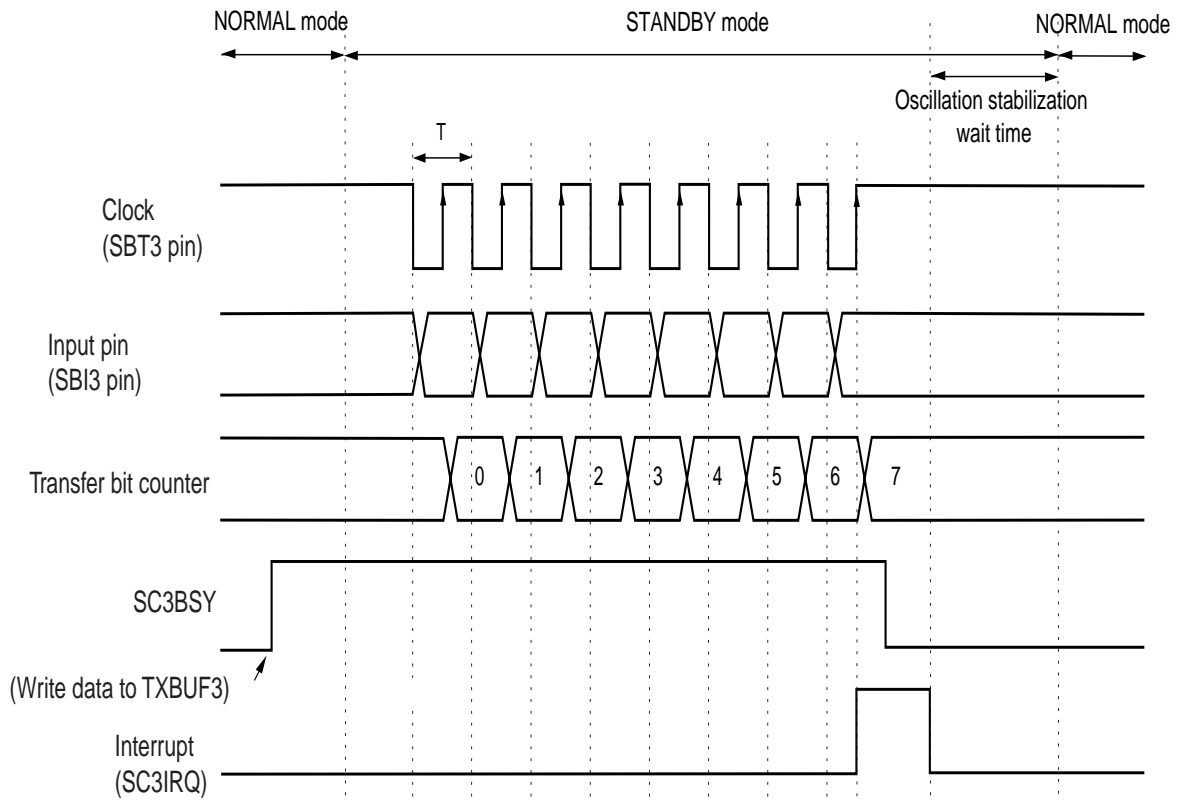 NORMAL mode
STANDBY mode
NORMAL mode
Oscillation stabilization
wait time
T
Clock
(SBT3 pin)
Input pin
(SBI3 pin)
Transfer bit counter
0
1
2
3
4
5
6
7
SC3BSY
(Write data to TXBUF3)
Interrupt
(SC3IRQ)